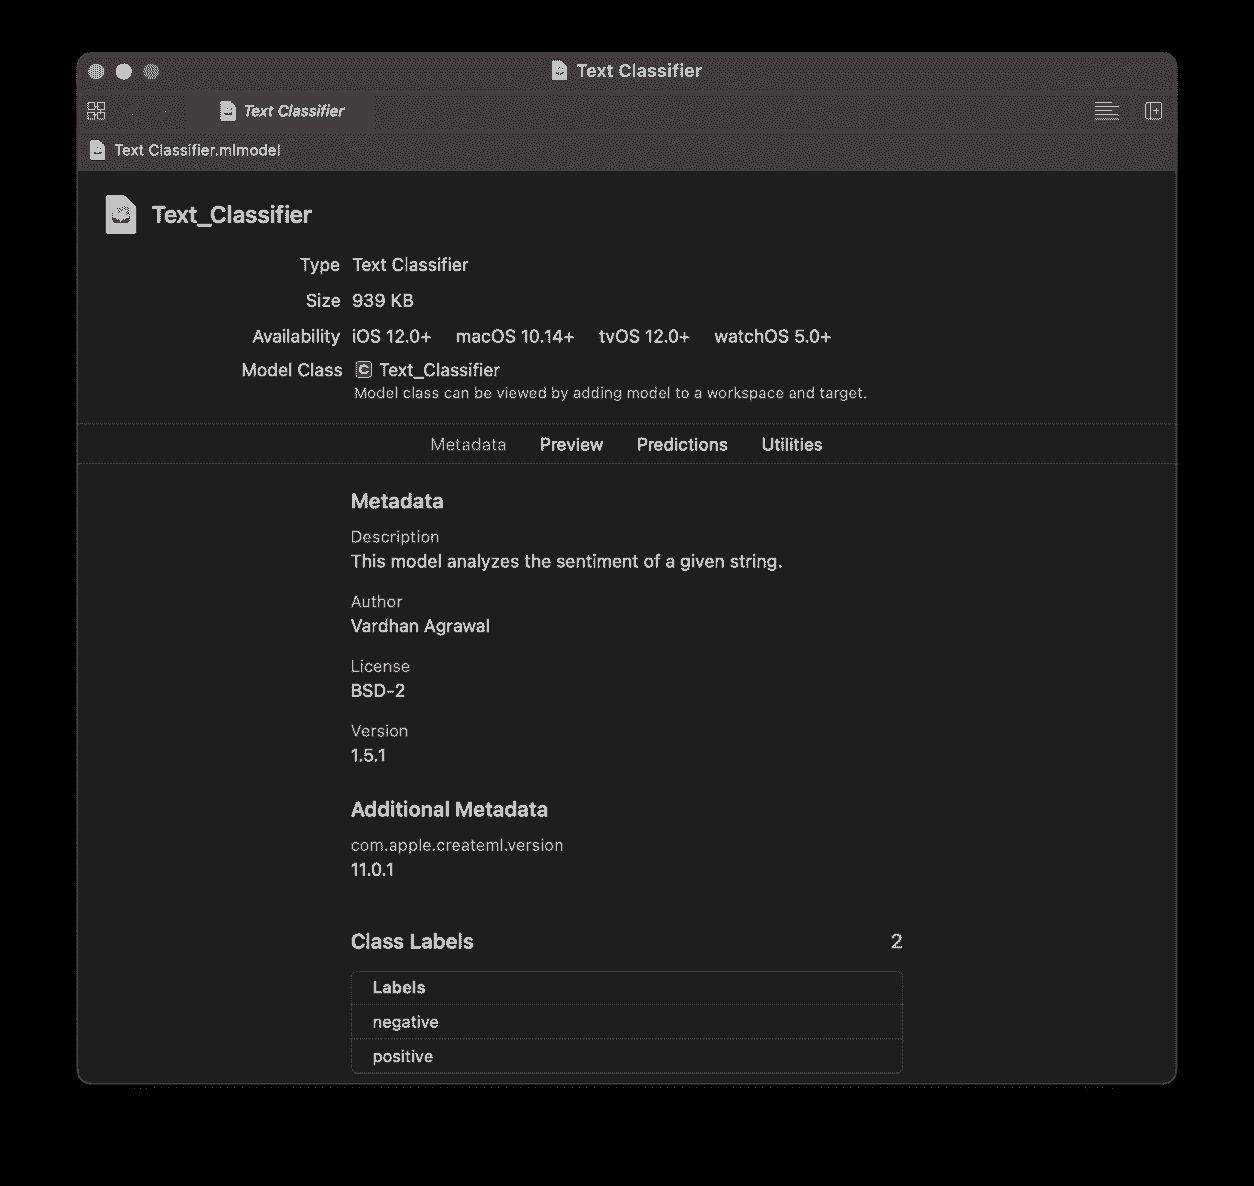 Text Classifier
Text Classifier
Text Classifier.mlmodel
Text_Classifier
Type Text Classifier
Size 939 KB
Availability iOS 12.0+ macOS 10.14+ tvOS 12.0+ watchOS 5.0+
Model Class C Text_Classifier
Model class can be viewed by adding model to a workspace and target.
Metadata Preview Predictions Utilities
Metadata
Description
This model analyzes the sentiment of a given string.
Author
Vardhan Agrawal
License
BSD-2
Version
1.5.1
Additional Metadata
com.apple.createml.version
11.0.1
Class Labels 2
Labels
negative
positive